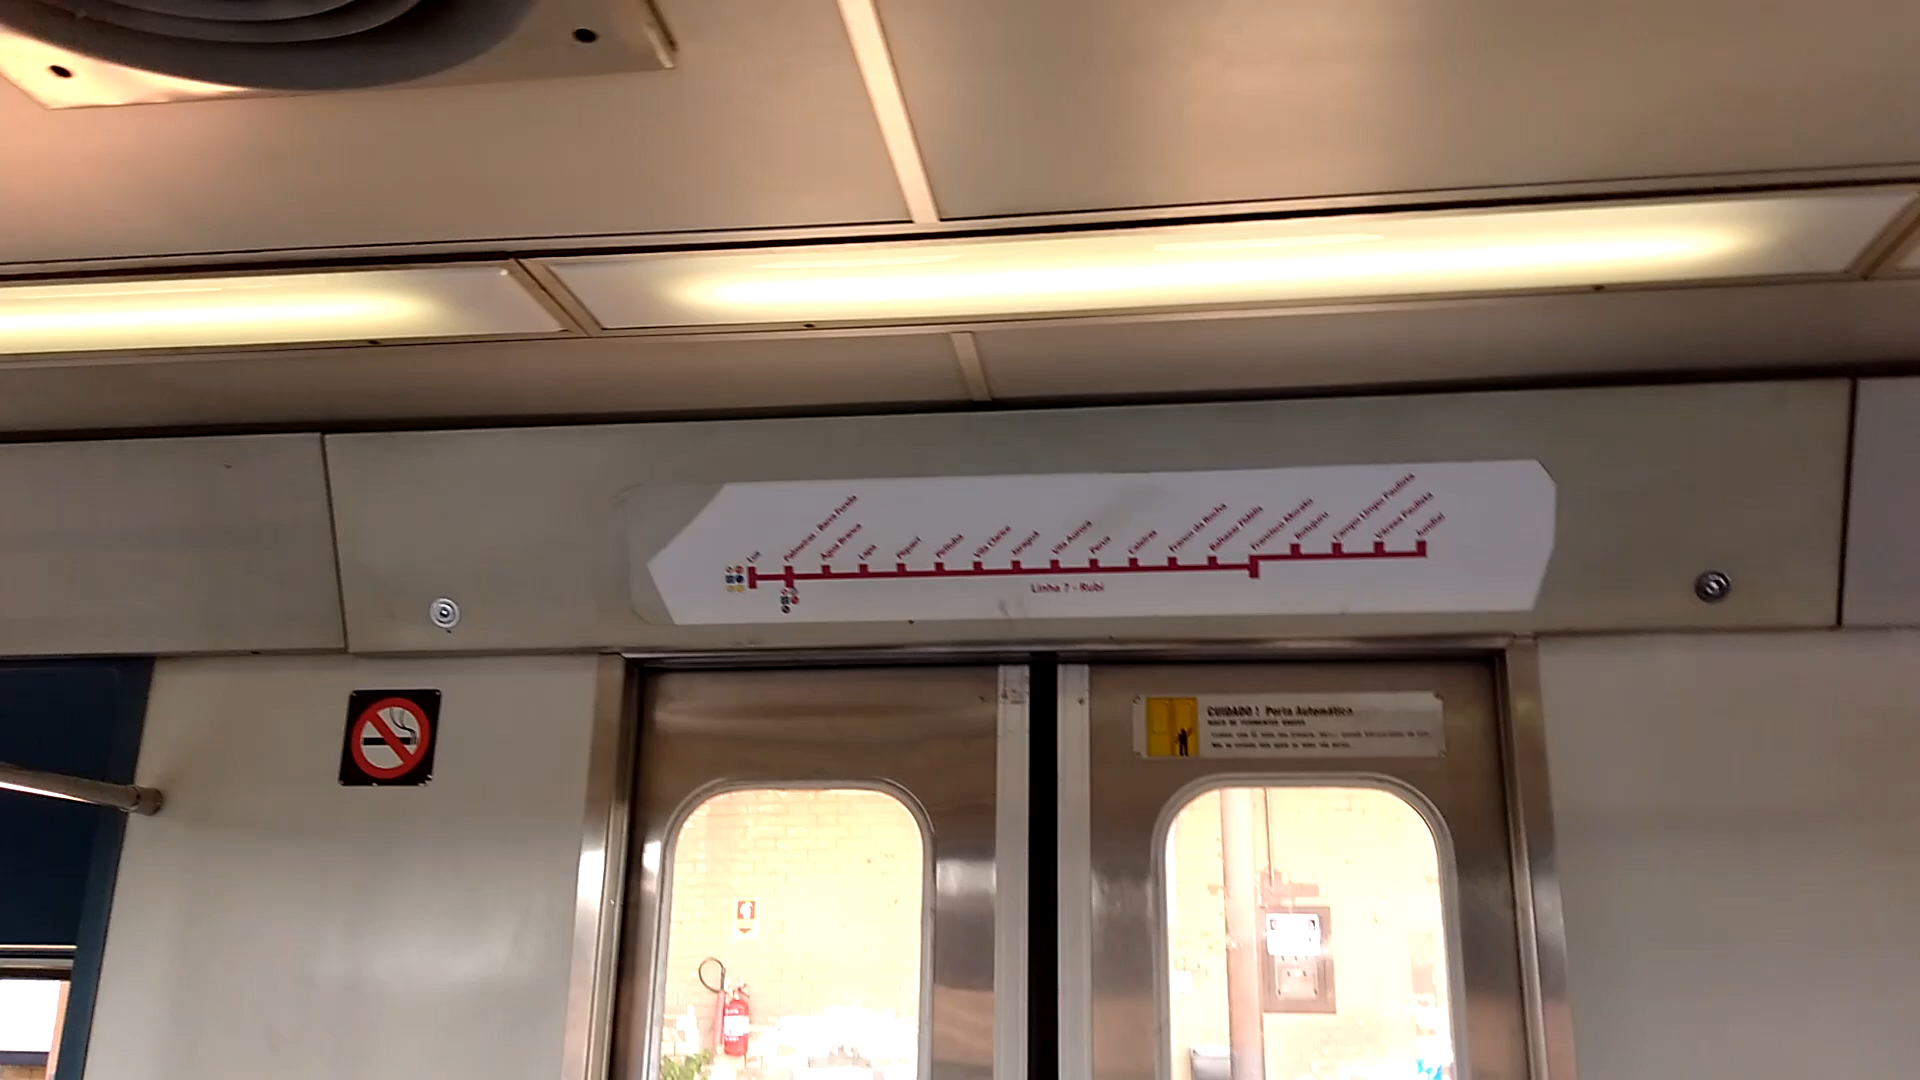 Luz
Palmeiras - Barra Funda
Água Branca
Lapa
Piqueri
Pirituba
Vila Clarice
Jaraguá
Vila Aurora
Perus
Caieiras
Franco da Rocha
Baltazar Fidélis
Francisco Morato
Botujuru
Campo Limpo Paulista
Várzea Paulista
Jundiaí
Linha 7 - Rubi
CUIDADO ! Porta Automática